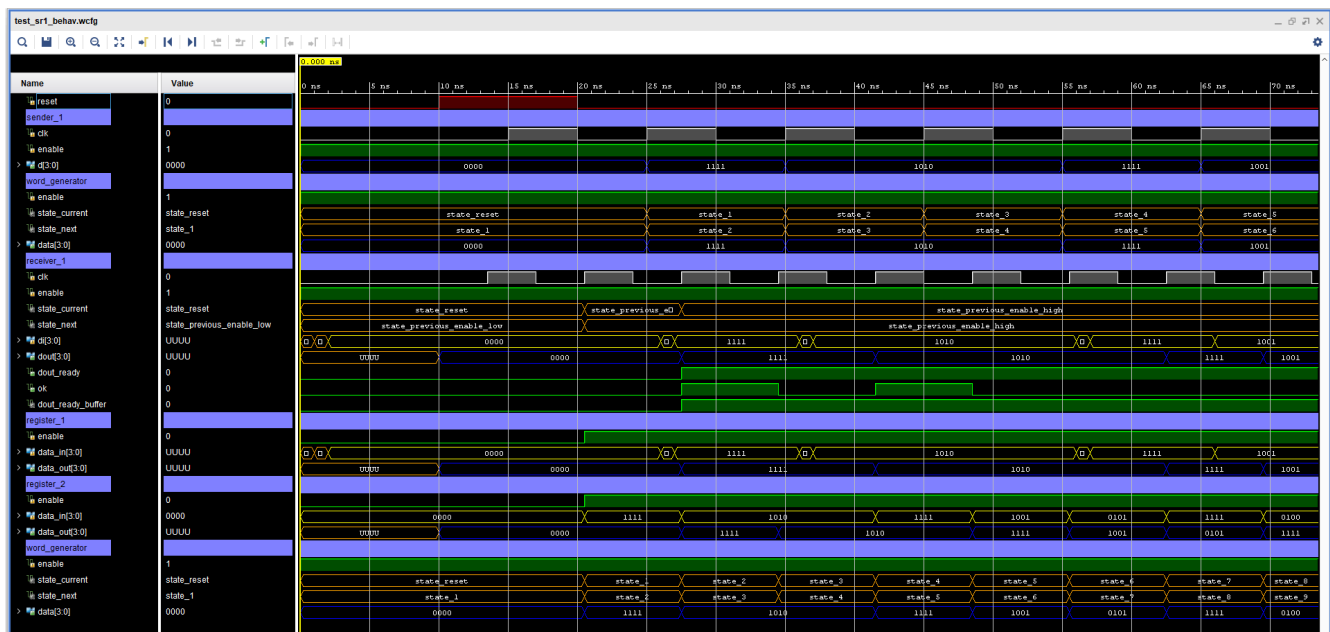 test_sr1_behav.wcfg
0.000 ns
Name Value 0 ns 5 ns 10 ns 15 ns 20 ns 25 ns 30 ns 35 ns 40 ns 45 ns 50 ns 55 ns 60 ns 65 ns 70 ns
reset 0
sender_1
clk 0
enable 1
d[3:0] 0000 0000 1111 1010 1111 1001
word_generator
enable 1
state_current state_reset state_reset state_1 state_2 state_3 state_4 state_5
state_next state_1 state_1 state_2 state_3 state_4 state_5 state_6
data[3:0] 0000 0000 1111 1010 1111 1001
receiver_1
clk 0
enable 1
state_current state_reset state_reset state_previous_e state_previous_enable_high
state_next state_previous_enable_low state_previous_enable_low state_previous_enable_high
di[3:0] UUUU 0000 1111 1010 1111 1001
dout[3:0] UUUU UUUU 0000 1111 1010 1111 1001
dout_ready 0
ok 0
dout_ready_buffer 0
register_1
enable 0
data_in[3:0] UUUU 0000 1111 1010 1111 1001
data_out[3:0] UUUU UUUU 0000 1111 1010 1111 1001
register_2
enable 0
data_in[3:0] 0000 0000 1111 1010 1111 1001 0101 1111 0100
data_out[3:0] UUUU UUUU 0000 1111 1010 1111 1001 0101 1111
word_generator
enable 1
state_current state_reset state_reset state_1 state_2 state_3 state_4 state_5 state_6 state_7 state_8
state_next state_1 state_1 state_2 state_3 state_4 state_5 state_6 state_7 state_8 state_9
data[3:0] 0000 0000 1111 1010 1111 1001 0101 1111 0100